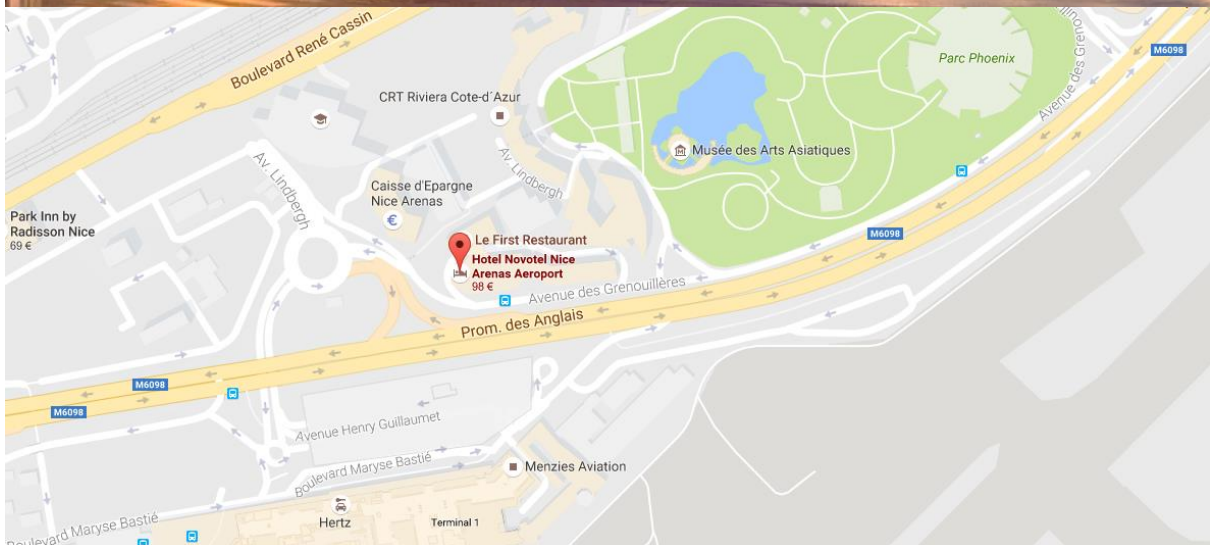 Boulevard René Cassin
Parc Phoenix
M6098
Avenue des Grenou
CRT Riviera Cote-d´Azur
Musée des Arts Asiatiques
Av. Lindbergh
Av. Lindbergh
Caisse d'Epargne
Nice Arenas
€
Park Inn by
Radisson Nice
69 €
M6098
Le First Restaurant
Hotel Novotel Nice
Arenas Aeroport
98 €
Avenue des Grenouillères
Prom. des Anglais
M6098
M6098
Avenue Henry Guillaumet
Boulevard Maryse Bastié
Menzies Aviation
Hertz
Terminal 1
Boulevard Maryse Bastié